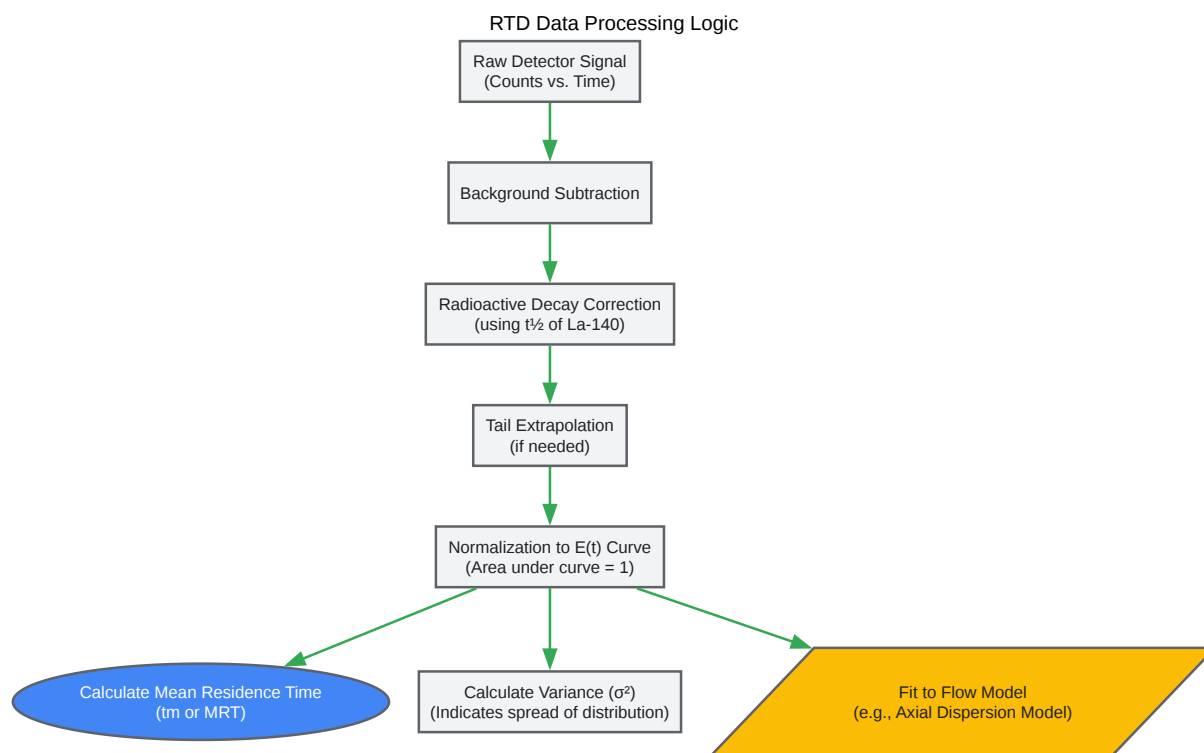 RTD Data Processing Logic
Raw Detector Signal
(Counts vs. Time)
Background Subtraction
Radioactive Decay Correction
(using t½ of La-140)
Tail Extrapolation
(if needed)
Normalization to E(t) Curve
(Area under curve = 1)
Calculate Mean Residence Time
(tm or MRT)
Calculate Variance (σ²)
(Indicates spread of distribution)
Fit to Flow Model
(e.g., Axial Dispersion Model)